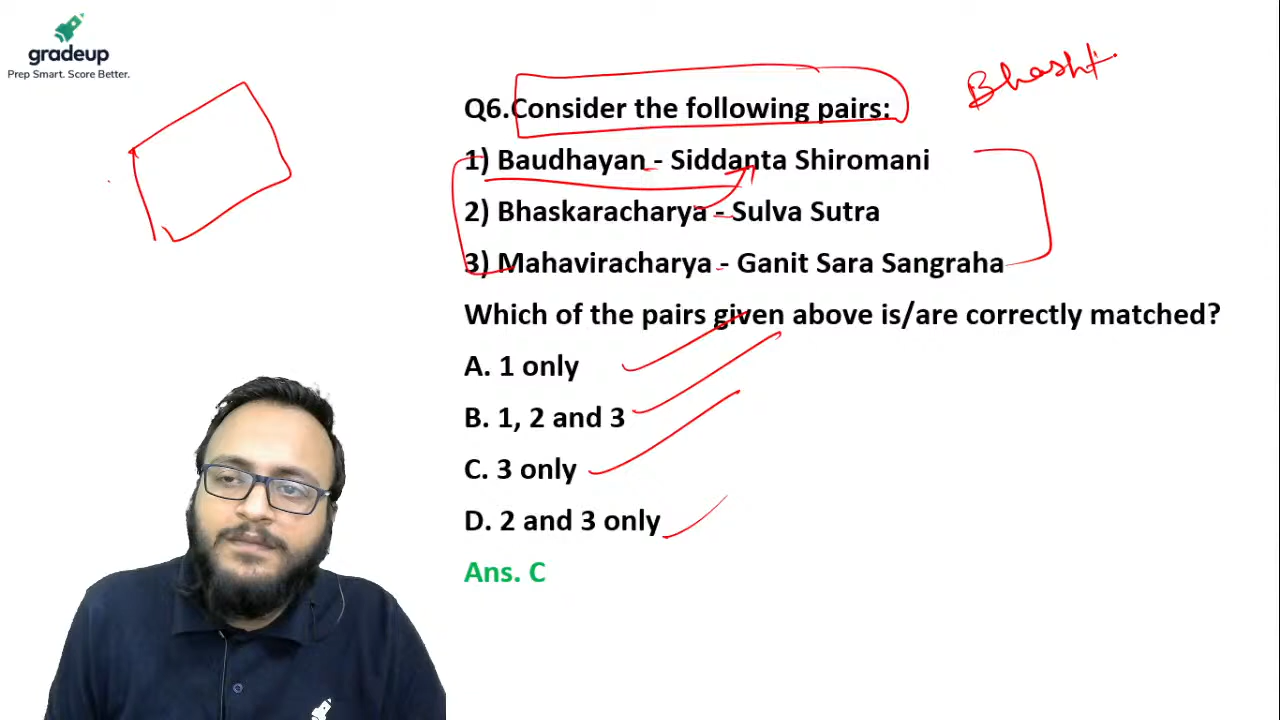 gradeup
Prep Smart. Score Better.
Bhasht
Q6.Consider the following pairs:
1) Baudhayan - Siddanta Shiromani
2) Bhaskaracharya - Sulva Sutra
3) Mahaviracharya - Ganit Sara Sangraha
Which of the pairs given above is/are correctly matched?
A. 1 only
B. 1, 2 and 3
C. 3 only
D. 2 and 3 only
Ans. C